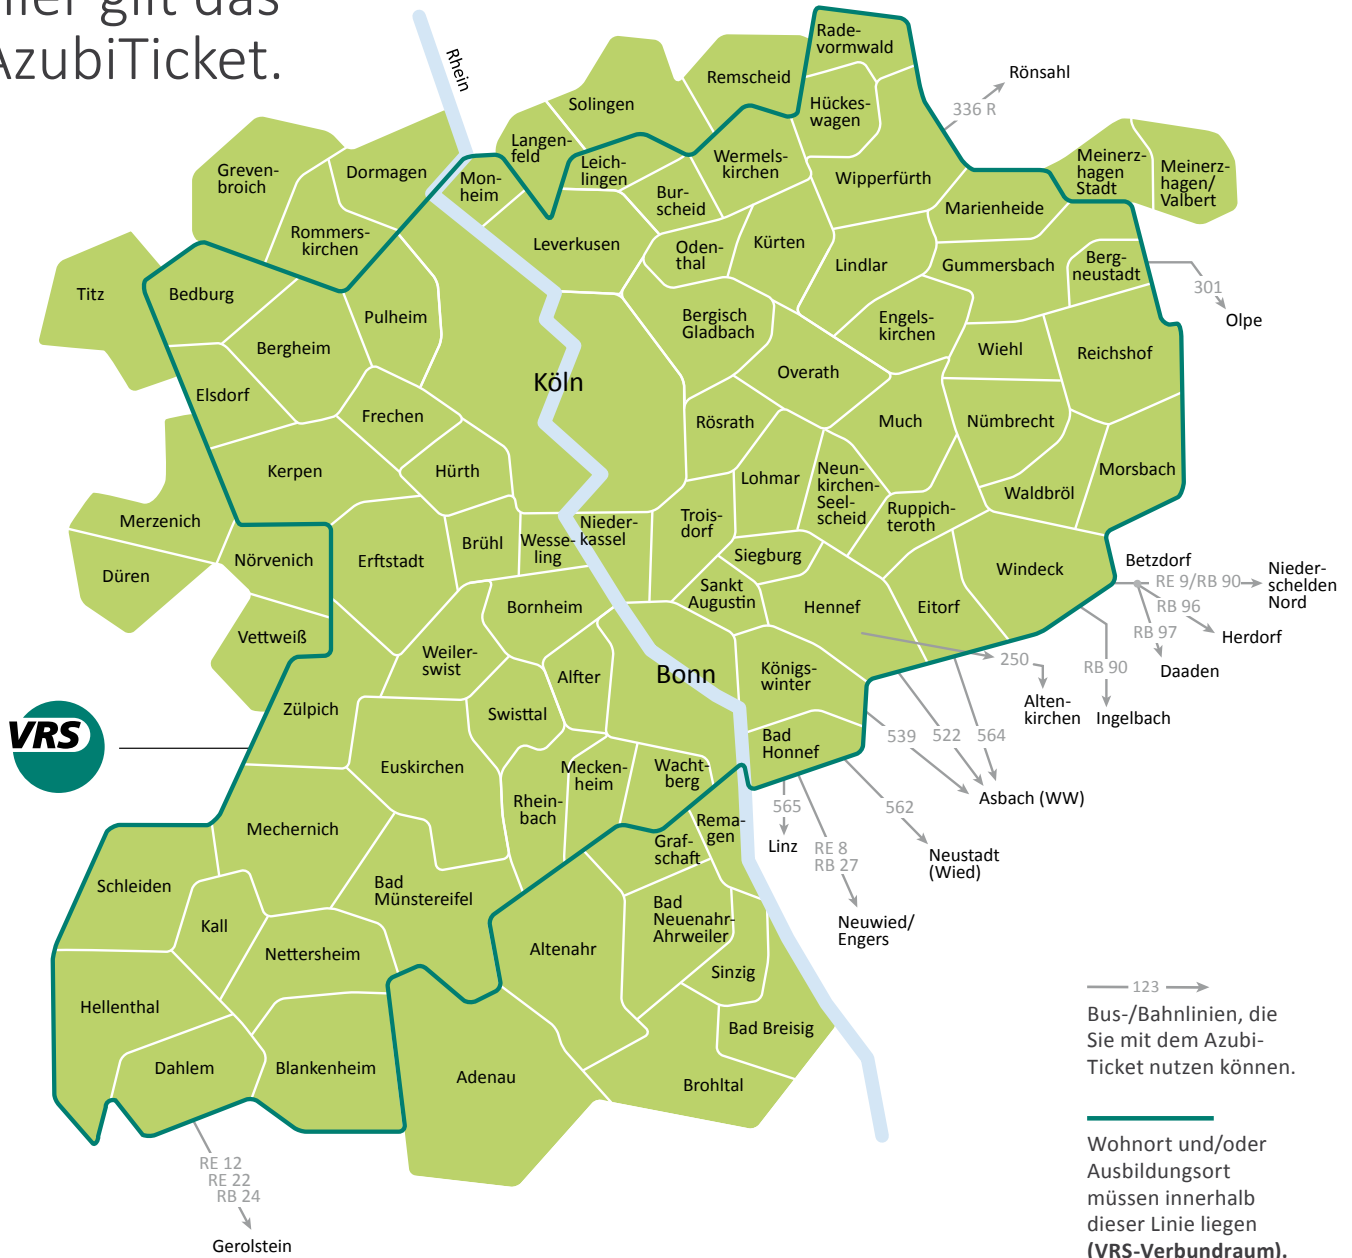 Hier gilt das
AzubiTicket.
Rhein
Rade-
vormwald
Rönsahl
336 R
Remscheid
Solingen
Hückes-
wagen
Langen-
feld
Leich-
lingen
Wermels-
kirchen
Wipperfürth
Meinerz-
hagen
Stadt
Meinerz-
hagen/
Valbert
Greven-
broich
Dormagen
Mon-
heim
Bur-
scheid
Marienheide
Rommers-
kirchen
Leverkusen
Oden-
thal
Kürten
Lindlar
Gummersbach
Berg-
neustadt
301
Olpe
Titz
Bedburg
Pulheim
Bergheim
Bergisch
Gladbach
Engels-
kirchen
Wiehl
Reichshof
Overath
Köln
Elsdorf
Frechen
Rösrath
Much
Nümbrecht
Kerpen
Hürth
Lohmar
Neun-
kirchen-
Seel-
scheid
Morsbach
Waldbröl
Ruppich-
teroth
Merzenich
Düren
Nörvenich
Erftstadt
Brühl
Wesse-
ling
Nieder-
kassel
Trois-
dorf
Siegburg
Sankt
Augustin
Hennef
Eitorf
Windeck
Betzdorf
RE 9/RB 90
Nieder-
schelden
Nord
RB 96
Herdorf
RB 97
Daaden
RB 90
Ingelbach
250
Alten-
kirchen
Vettweiß
Bornheim
Weiler-
swist
Alfter
Bonn
Königs-
winter
Zülpich
Swisttal
VRS
Bad
Honnef
539
522
564
Asbach (WW)
Euskirchen
Mecken-
heim
Wacht-
berg
Rhein-
bach
565
Linz
RE 8
RB 27
Neuwied/
Engers
562
Neustadt
(Wied)
Mechernich
Rema-
gen
Graf-
schaft
Schleiden
Bad
Münstereifel
Kall
Bad
Neuenahr-
Ahrweiler
Nettersheim
Altenahr
Sinzig
Hellenthal
Bad Breisig
Dahlem
Blankenheim
Adenau
Brohltal
RE 12
RE 22
RB 24
Gerolstein
123
Bus-/Bahnlinien, die
Sie mit dem Azubi-
Ticket nutzen können.
Wohnort und/oder
Ausbildungsort
müssen innerhalb
dieser Linie liegen
(VRS-Verbundraum).